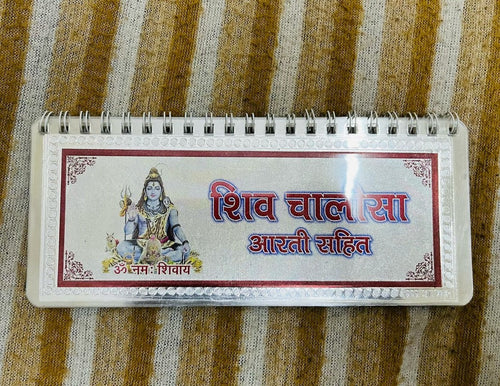 शिव चालीसा
आरती सहित
ॐ नमः शिवाय